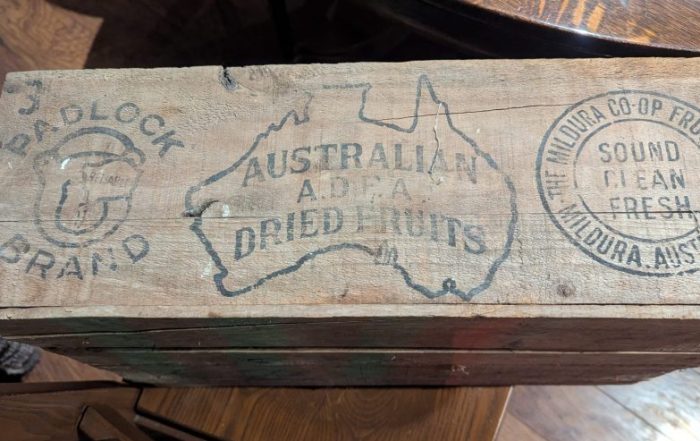 PADLOCK
BRAND
AUSTRALIAN
A.D.F.A.
DRIED FRUITS
THE MILDURA CO-OP FRU
SOUND
CLEAN
FRESH
MILDURA. AUST